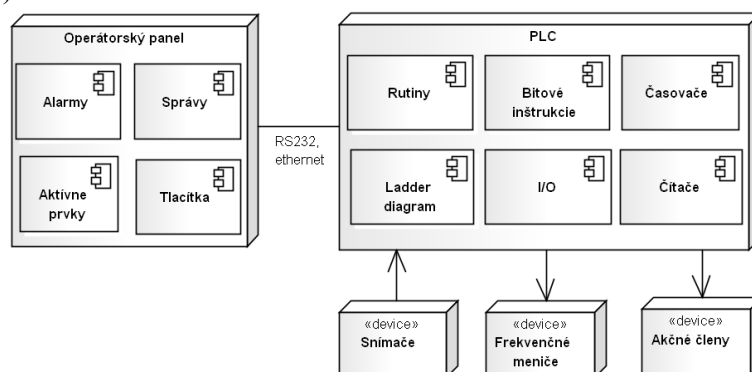 )
Operátorský panel
Alarmy
Správy
Aktívne
prvky
Tlacítka
RS232,
ethernet
PLC
Rutiny
Bitové
inštrukcie
Časovače
Ladder
diagram
I/O
Čítače
«device»
Snímače
«device»
Frekvenčné
meniče
«device»
Akčné členy